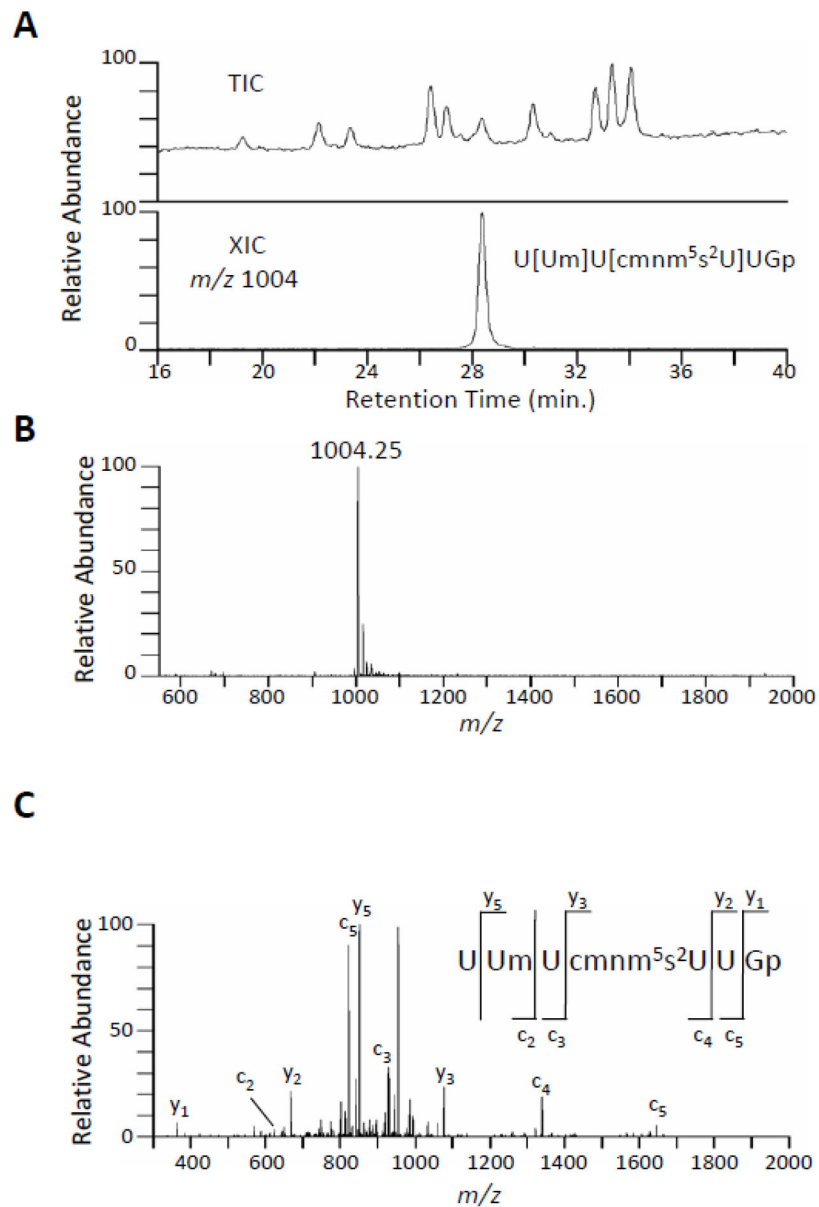 A
100
TIC
Relative Abundance
100
XIC
m/z 1004
U[Um]U[cmnm⁵s²U]UGp
0
16 20 24 28 32 36 40
Retention Time (min.)
B
1004.25
100
Relative Abundance
50
0
600 800 1000 1200 1400 1600 1800 2000
m/z
C
y₅
c₅
100
y₅ y₃ y₂ y₁
U Um U cmnm⁵s²U U Gp
c₂ c₃ c₄ c₅
Relative Abundance
50
c₃
c₂ y₂ y₃ c₄
y₁ c₅
0
400 600 800 1000 1200 1400 1600 1800 2000
m/z